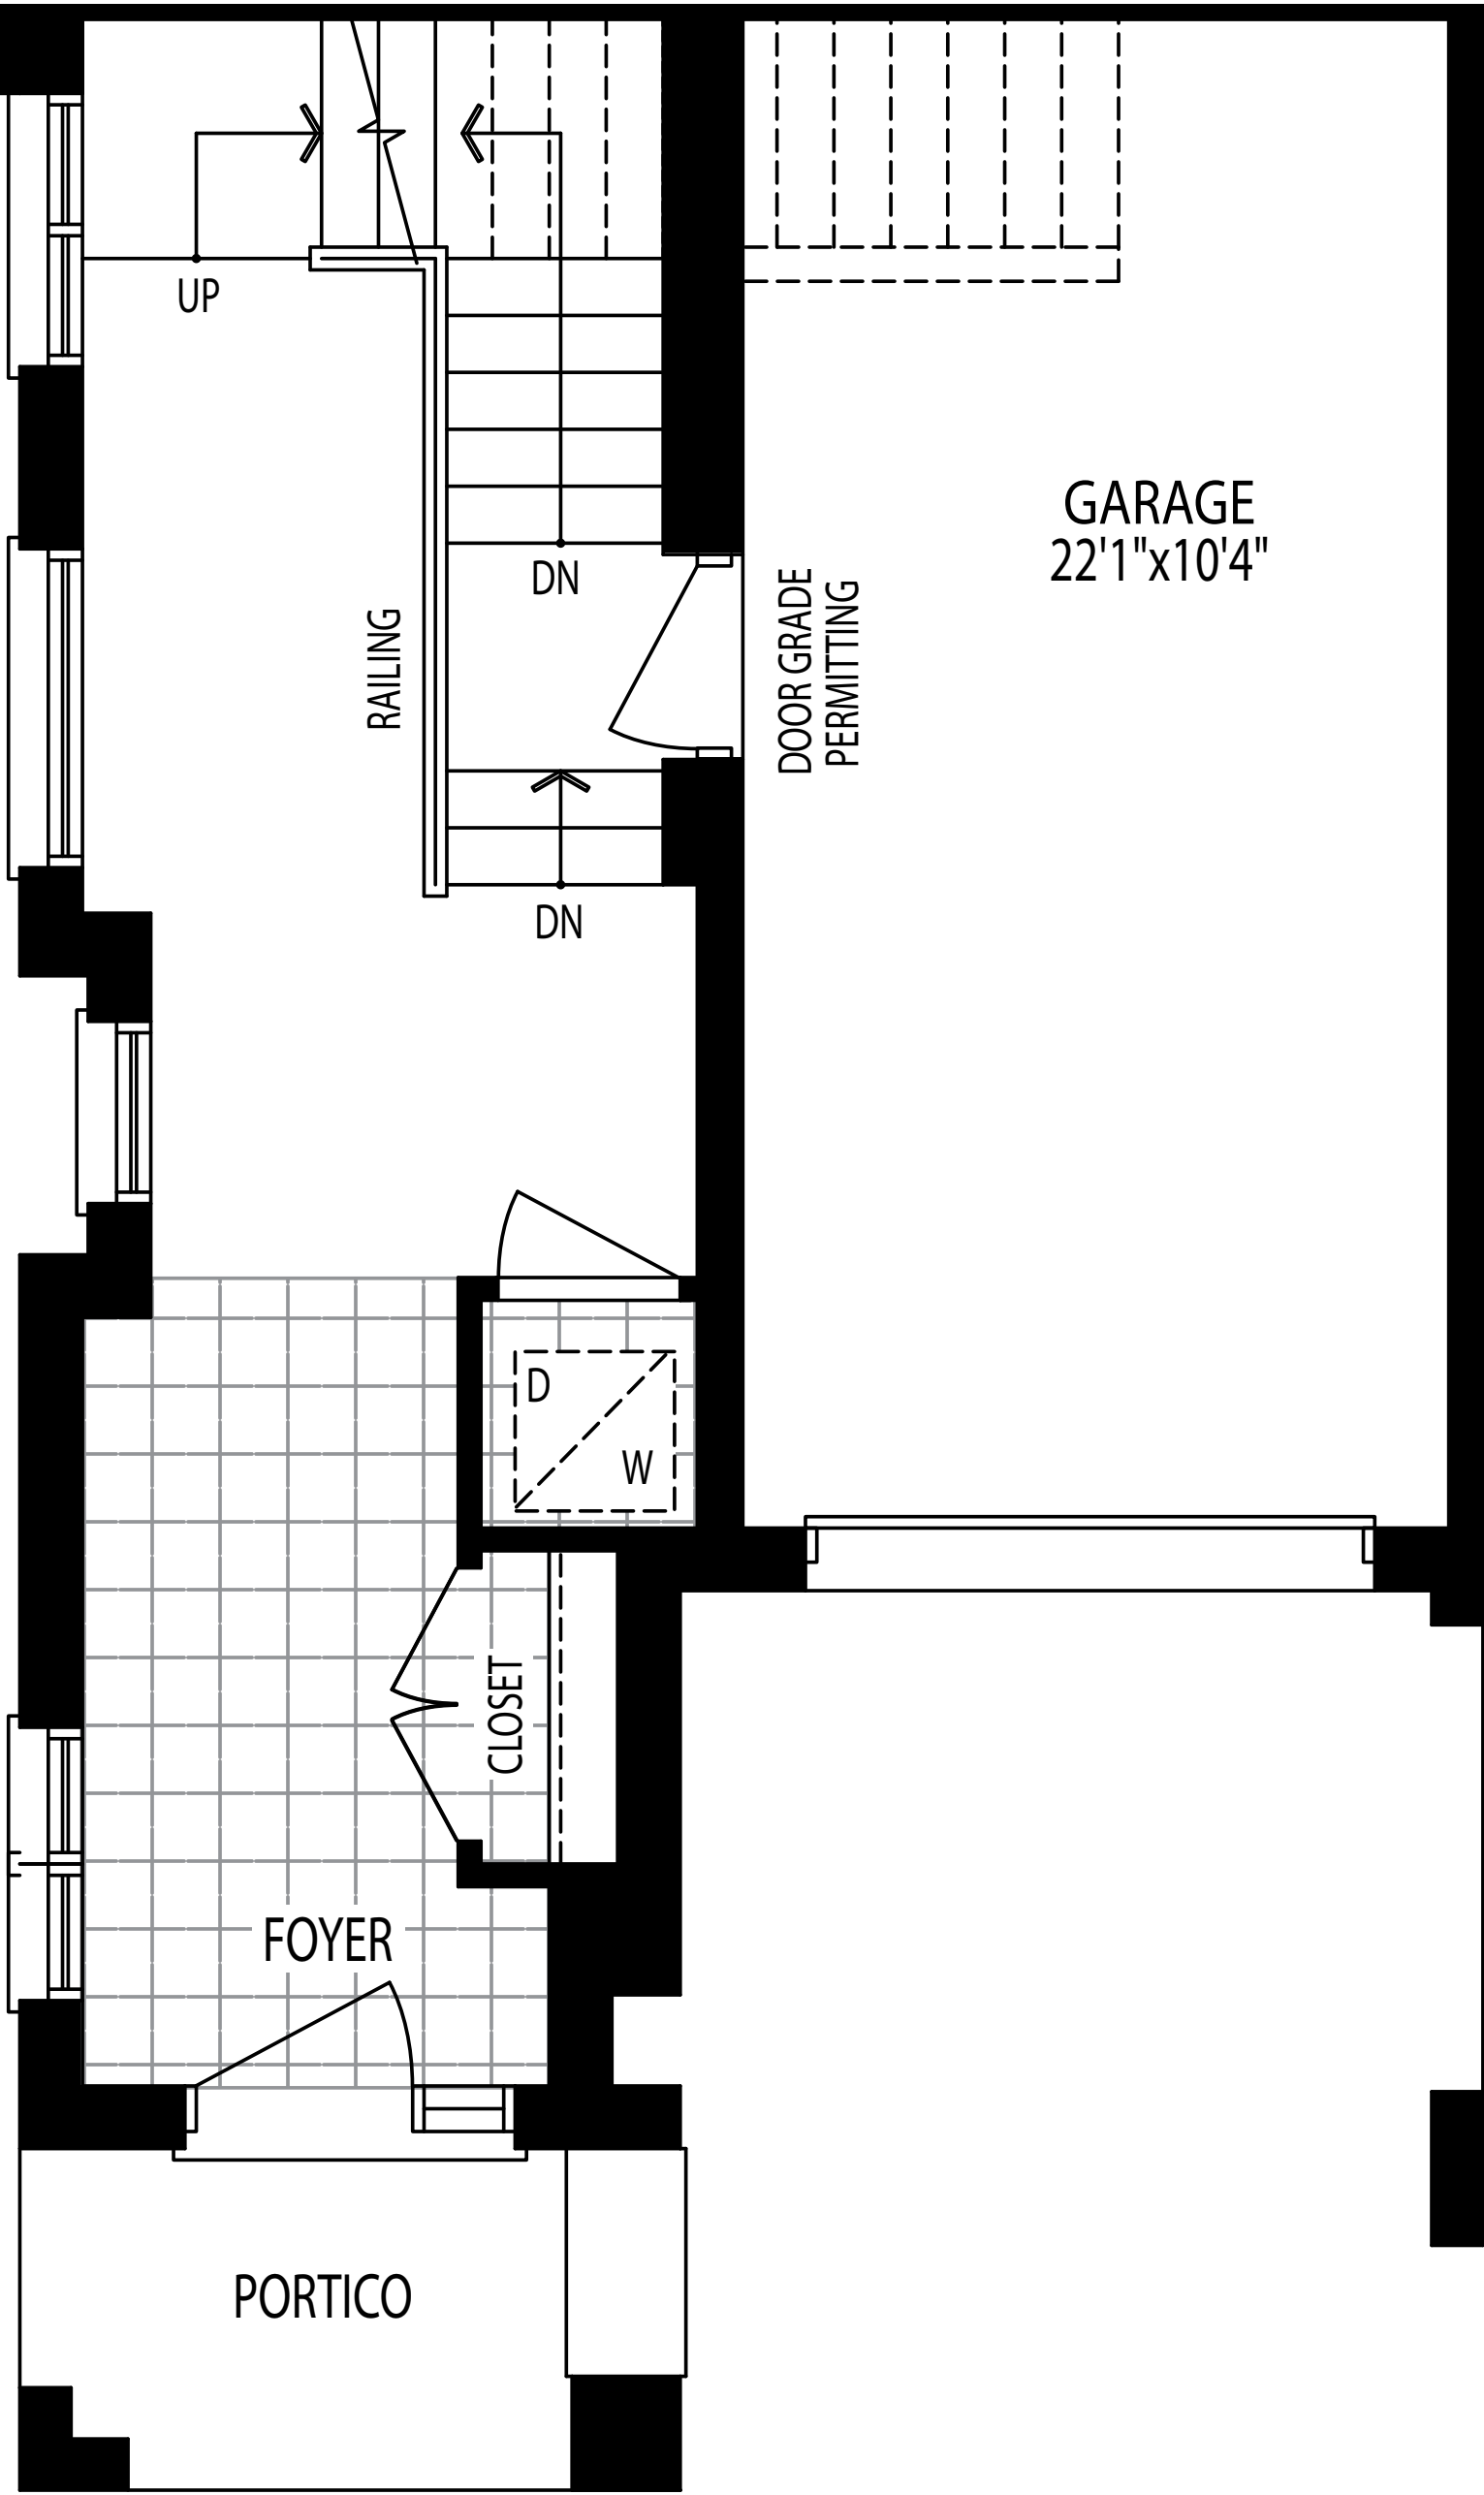 UP
GARAGE
22'1"x10'4"
DN
RAILING
DOOR GRADE
PERMITTING
DN
D
W
CLOSET
FOYER
PORTICO